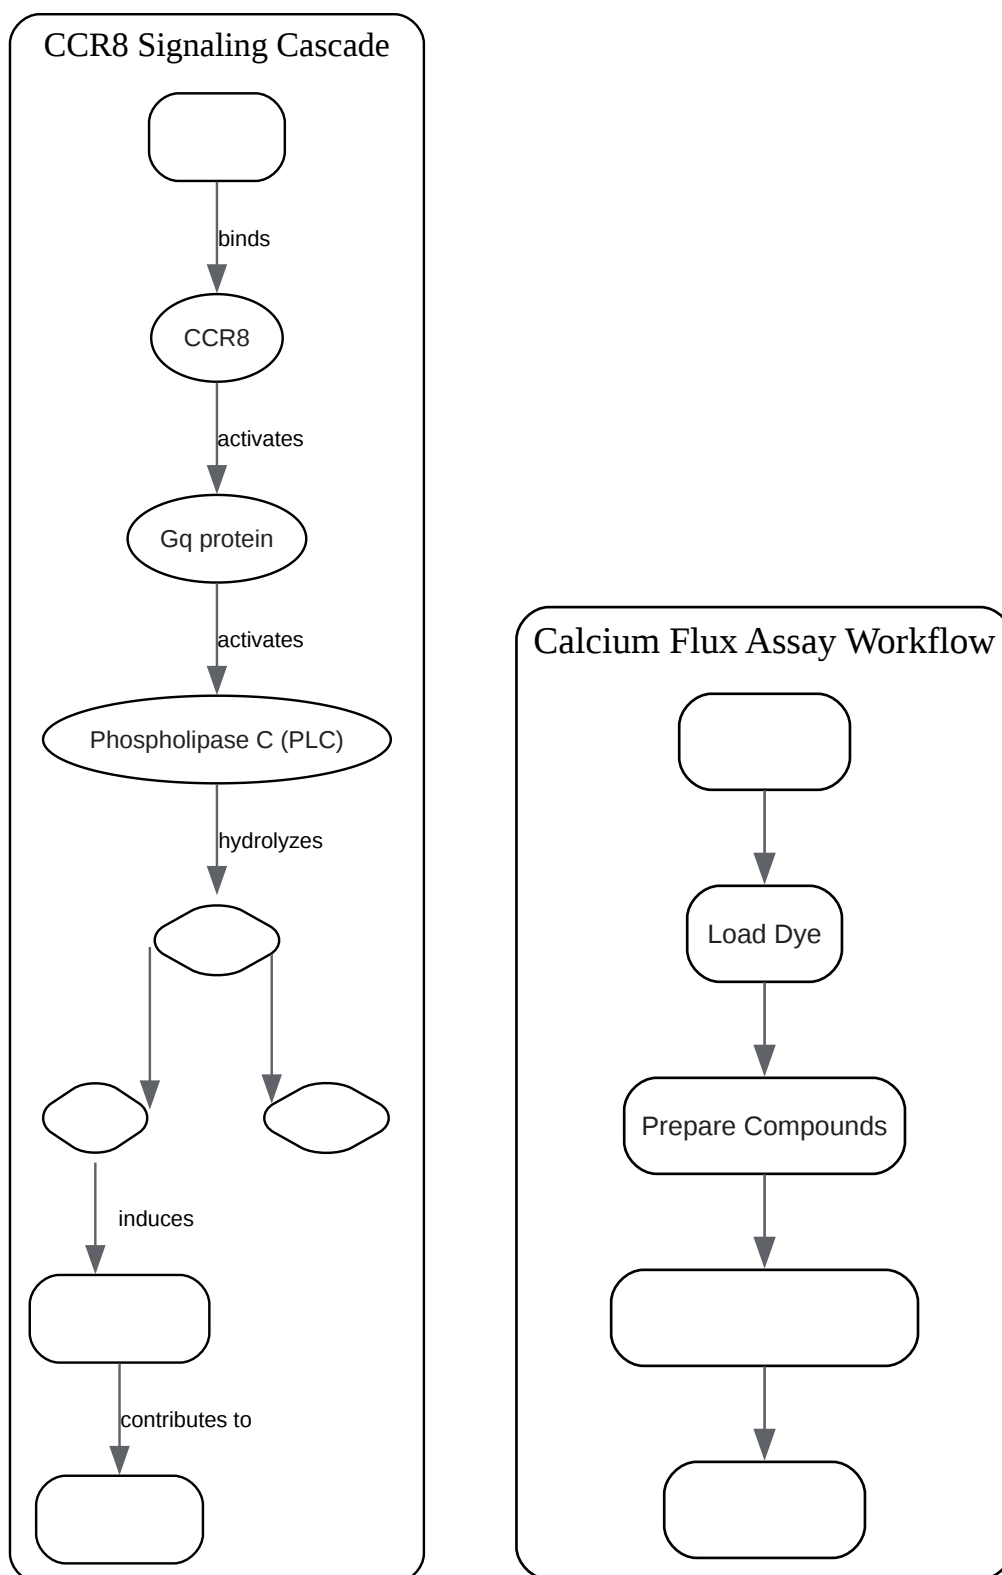 CCR8 Signaling Cascade
binds
CCR8
activates
Gq protein
activates
Phospholipase C (PLC)
hydrolyzes
induces
contributes to
Calcium Flux Assay Workflow
Load Dye
Prepare Compounds